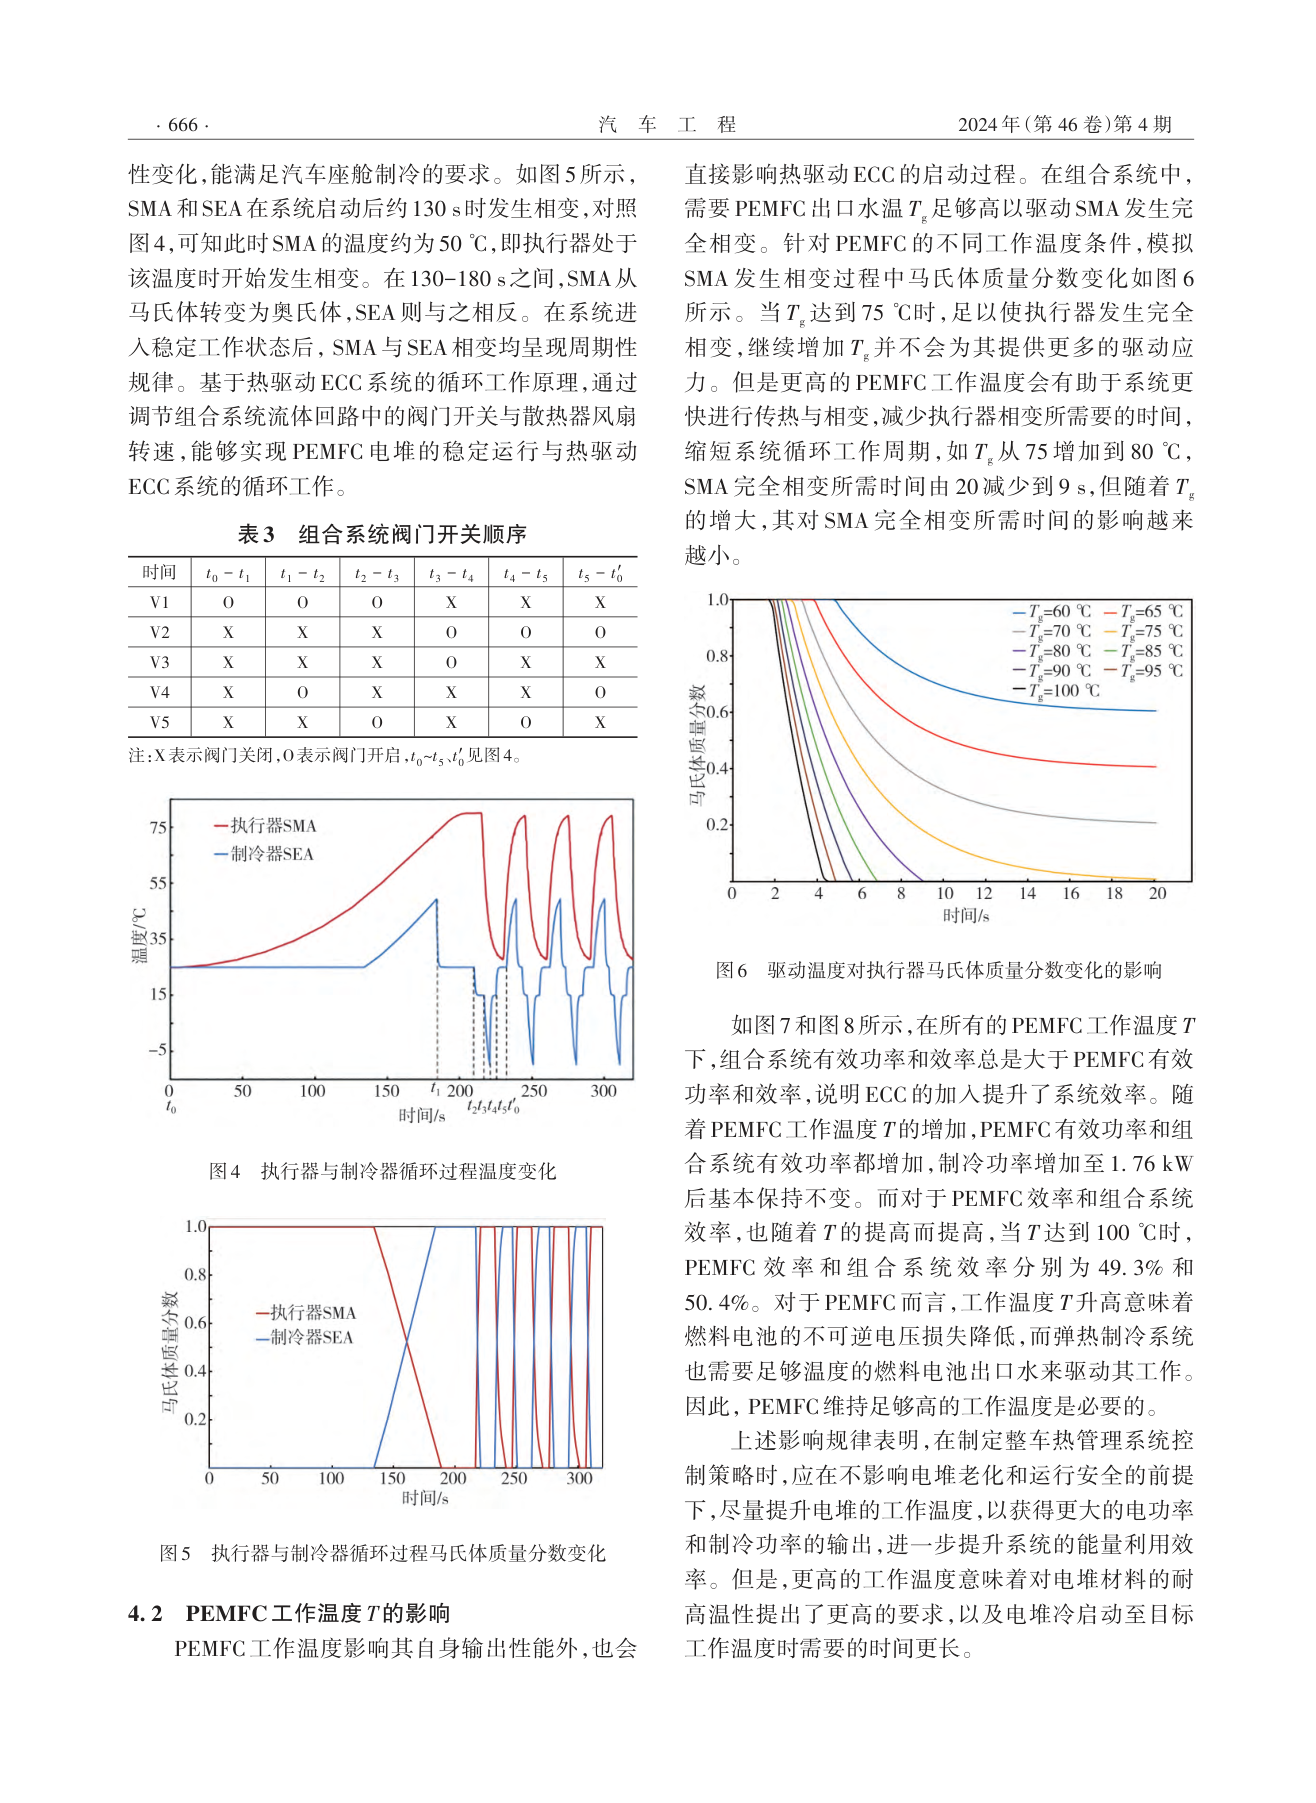 · 666 ·
汽 车 工 程
2024年(第46卷)第4期
性变化,能满足汽车座舱制冷的要求。如图5所示,
SMA和SEA在系统启动后约130 s时发生相变,对照
图4,可知此时SMA的温度约为50 ℃,即执行器处于
该温度时开始发生相变。在130-180 s之间,SMA从
马氏体转变为奥氏体,SEA则与之相反。在系统进
入稳定工作状态后, SMA与SEA相变均呈现周期性
规律。基于热驱动ECC系统的循环工作原理,通过
调节组合系统流体回路中的阀门开关与散热器风扇
转速,能够实现PEMFC电堆的稳定运行与热驱动
ECC系统的循环工作。
表3 组合系统阀门开关顺序
时间 t0 - t1 t1 - t2 t2 - t3 t3 - t4 t4 - t5 t5 - t0′
V1 O O O X X X
V2 X X X O O O
V3 X X X O X X
V4 X O X X X O
V5 X X O X O X
注:X表示阀门关闭,O表示阀门开启,t0~t5、t0′见图4。
75
55
35
15
-5
温度/℃
执行器SMA
制冷器SEA
0 50 100 150 200 250 300
t0 t1 t2 t3 t4 t5 t0′
时间/s
图4 执行器与制冷器循环过程温度变化
1.0
0.8
0.6
0.4
0.2
马氏体质量分数
执行器SMA
制冷器SEA
0 50 100 150 200 250 300
时间/s
图5 执行器与制冷器循环过程马氏体质量分数变化
4. 2 PEMFC工作温度T的影响
PEMFC工作温度影响其自身输出性能外,也会
直接影响热驱动ECC的启动过程。在组合系统中,
需要PEMFC出口水温Tg足够高以驱动SMA发生完
全相变。针对PEMFC的不同工作温度条件,模拟
SMA发生相变过程中马氏体质量分数变化如图6
所示。当Tg达到75 ℃时,足以使执行器发生完全
相变,继续增加Tg并不会为其提供更多的驱动应
力。但是更高的PEMFC工作温度会有助于系统更
快进行传热与相变,减少执行器相变所需要的时间,
缩短系统循环工作周期,如Tg从75增加到80 ℃,
SMA完全相变所需时间由20减少到9 s,但随着Tg
的增大,其对SMA完全相变所需时间的影响越来
越小。
1.0
0.8
0.6
0.4
0.2
马氏体质量分数
Tg=60 ℃ Tg=65 ℃
Tg=70 ℃ Tg=75 ℃
Tg=80 ℃ Tg=85 ℃
Tg=90 ℃ Tg=95 ℃
Tg=100 ℃
0 2 4 6 8 10 12 14 16 18 20
时间/s
图6 驱动温度对执行器马氏体质量分数变化的影响
如图7和图8所示,在所有的PEMFC工作温度T
下,组合系统有效功率和效率总是大于PEMFC有效
功率和效率,说明ECC的加入提升了系统效率。随
着PEMFC工作温度T的增加,PEMFC有效功率和组
合系统有效功率都增加,制冷功率增加至1. 76 kW
后基本保持不变。而对于PEMFC效率和组合系统
效率,也随着T的提高而提高,当T达到100 ℃时,
PEMFC效率和组合系统效率分别为49. 3%和
50. 4%。对于PEMFC而言,工作温度T升高意味着
燃料电池的不可逆电压损失降低,而弹热制冷系统
也需要足够温度的燃料电池出口水来驱动其工作。
因此, PEMFC维持足够高的工作温度是必要的。
上述影响规律表明,在制定整车热管理系统控
制策略时,应在不影响电堆老化和运行安全的前提
下,尽量提升电堆的工作温度,以获得更大的电功率
和制冷功率的输出,进一步提升系统的能量利用效
率。但是,更高的工作温度意味着对电堆材料的耐
高温性提出了更高的要求,以及电堆冷启动至目标
工作温度时需要的时间更长。